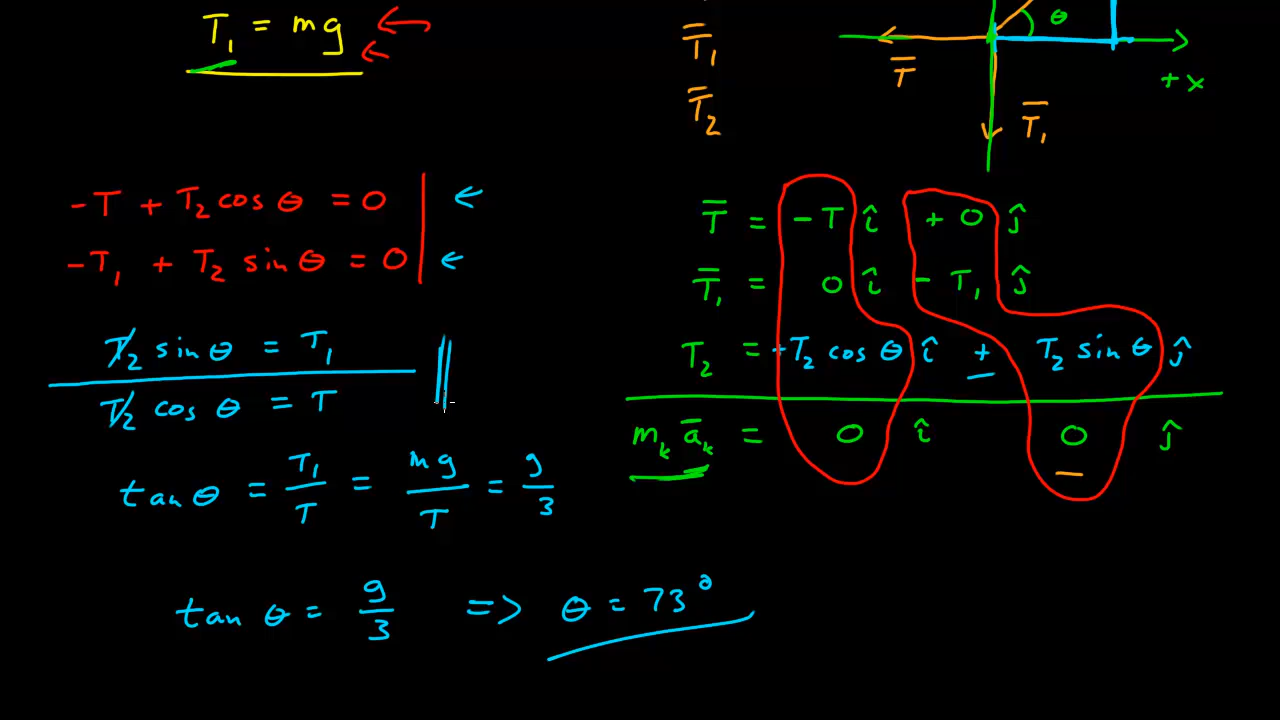 T₁ = mg
-T + T₂ cos θ = 0
-T₁ + T₂ sin θ = 0
T₂ sin θ = T₁
T₂ cos θ = T
tan θ = T₁/T = mg/T = g/3
tan θ = g/3 => θ = 73°
T̄₁
T̄₂
θ
T̄
+x
T̄₁
T̄ = -T î + 0 ĵ
T̄₁ = 0 î - T₁ ĵ
T₂ = +T₂ cos θ î + T₂ sin θ ĵ
mₖ āₖ = 0 î 0 ĵ